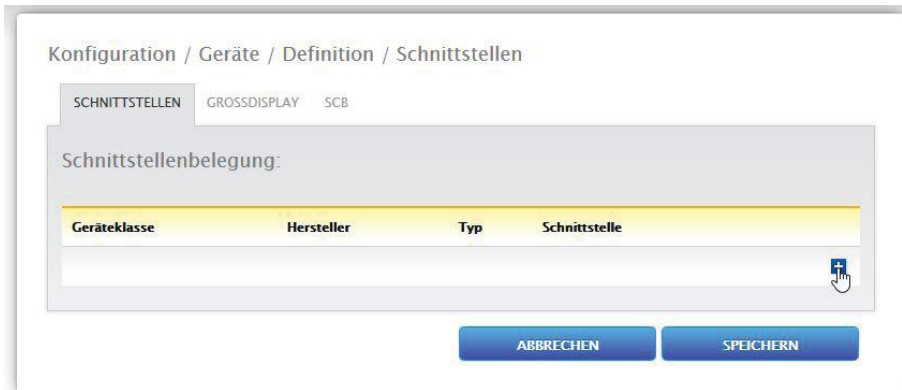 Konfiguration / Geräte / Definition / Schnittstellen
SCHNITTSTELLEN GROSSDISPLAY SCB
Schnittstellenbelegung:
Geräteklasse Hersteller Typ Schnittstelle
+
ABBRECHEN SPEICHERN